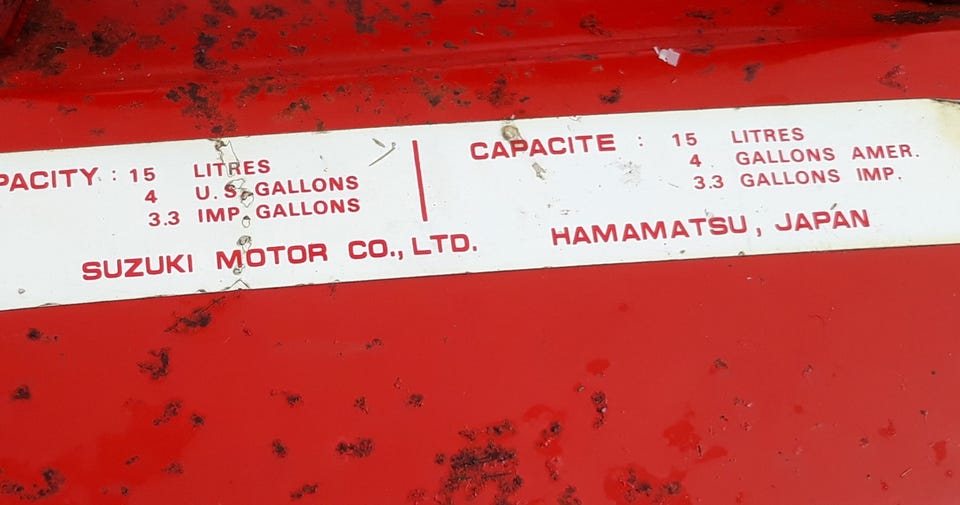 PACITY : 15 LITRES
4 U.S. GALLONS
3.3 IMP. GALLONS
CAPACITE : 15 LITRES
4 GALLONS AMER.
3.3 GALLONS IMP.
SUZUKI MOTOR CO., LTD. HAMAMATSU, JAPAN